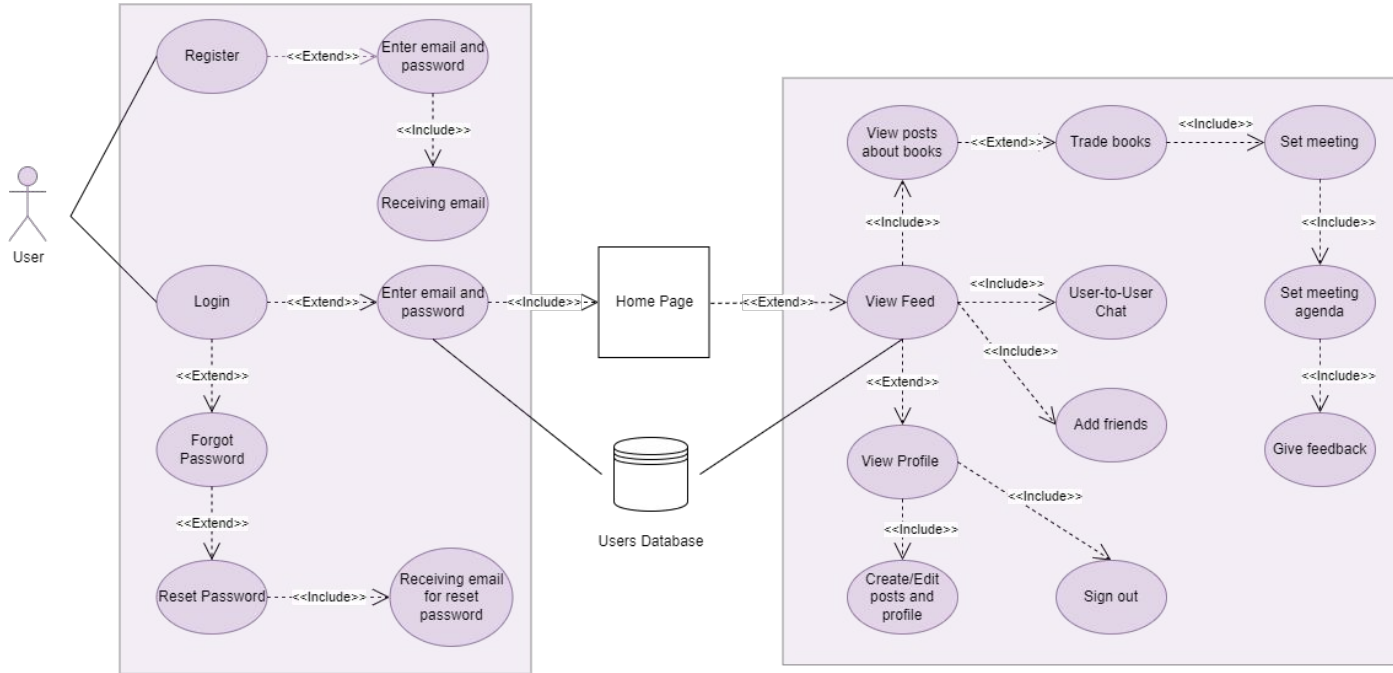 Register
<<Extend>>
Enter email and
password
<<Include>>
Receiving email
User
Login
<<Extend>>
Enter email and
password
<<Include>>
Home Page
<<Extend>>
<<Extend>>
Forgot
Password
<<Extend>>
Reset Password
<<Include>>
Receiving email
for reset
password
Users Database
View posts
about books
<<Extend>>
Trade books
<<Include>>
Set meeting
<<Include>>
<<Include>>
View Feed
<<Include>>
User-to-User
Chat
Set meeting
agenda
<<Include>>
<<Extend>>
<<Include>>
Add friends
Give feedback
View Profile
<<Include>>
<<Include>>
Create/Edit
posts and
profile
Sign out